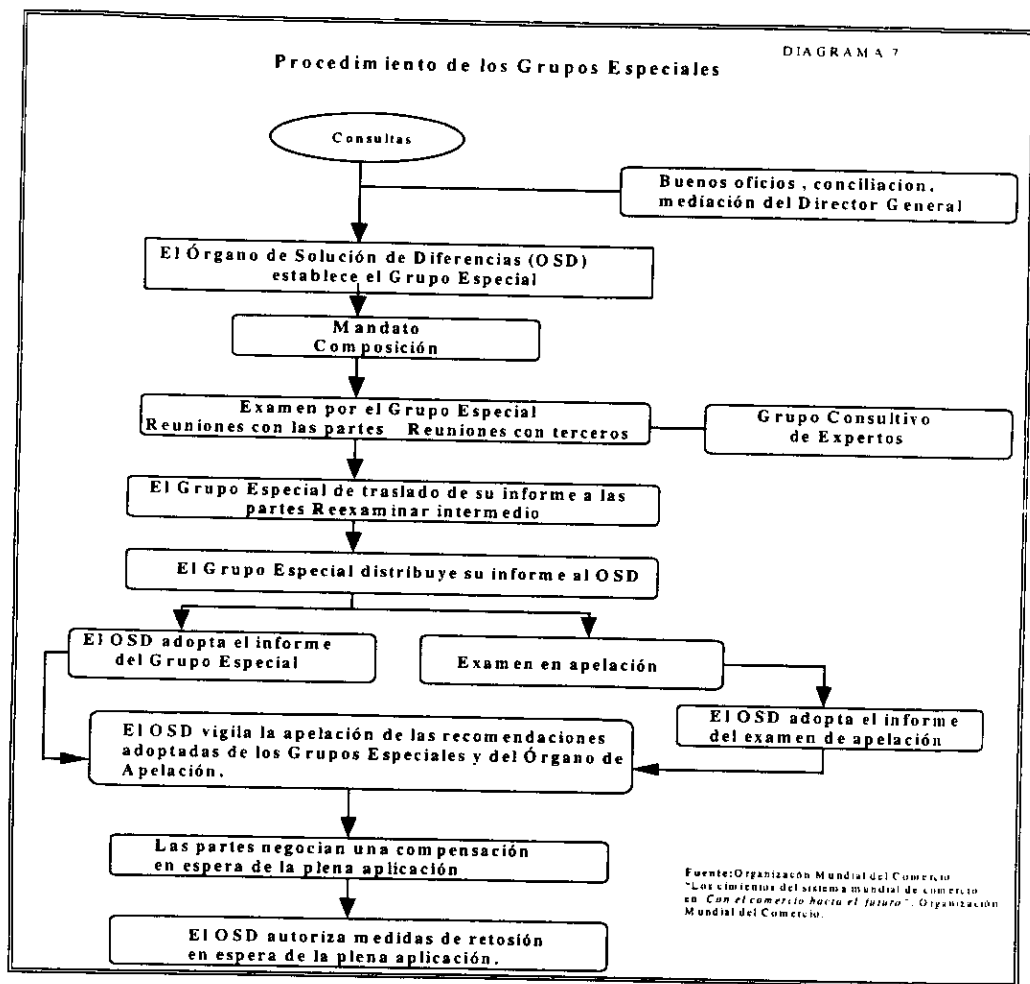 DIAGRAMA 7
Procedimiento de los Grupos Especiales
Consultas
Buenos oficios, conciliacion.
mediación del Director General
El Órgano de Solución de Diferencias (OSD)
establece el Grupo Especial
Mandato
Composición
Examen por el Grupo Especial
Reuniones con las partes Reuniones con terceros
Grupo Consultivo
de Expertos
El Grupo Especial de traslado de su informe a las
partes Reexaminar intermedio
El Grupo Especial distribuye su informe al OSD
El OSD adopta el informe
del Grupo Especial
Examen en apelación
El OSD adopta el informe
del examen de apelación
El OSD vigila la apelación de las recomendaciones
adoptadas de los Grupos Especiales y del Órgano de
Apelación.
Las partes negocian una compensación
en espera de la plena aplicación
El OSD autoriza medidas de retosión
en espera de la plena aplicación.
Fuente:Organización Mundial del Comercio
"Los cimientos del sistema mundial de comercio
en Con el comercio hacia el futuro". Organización
Mundial del Comercio.